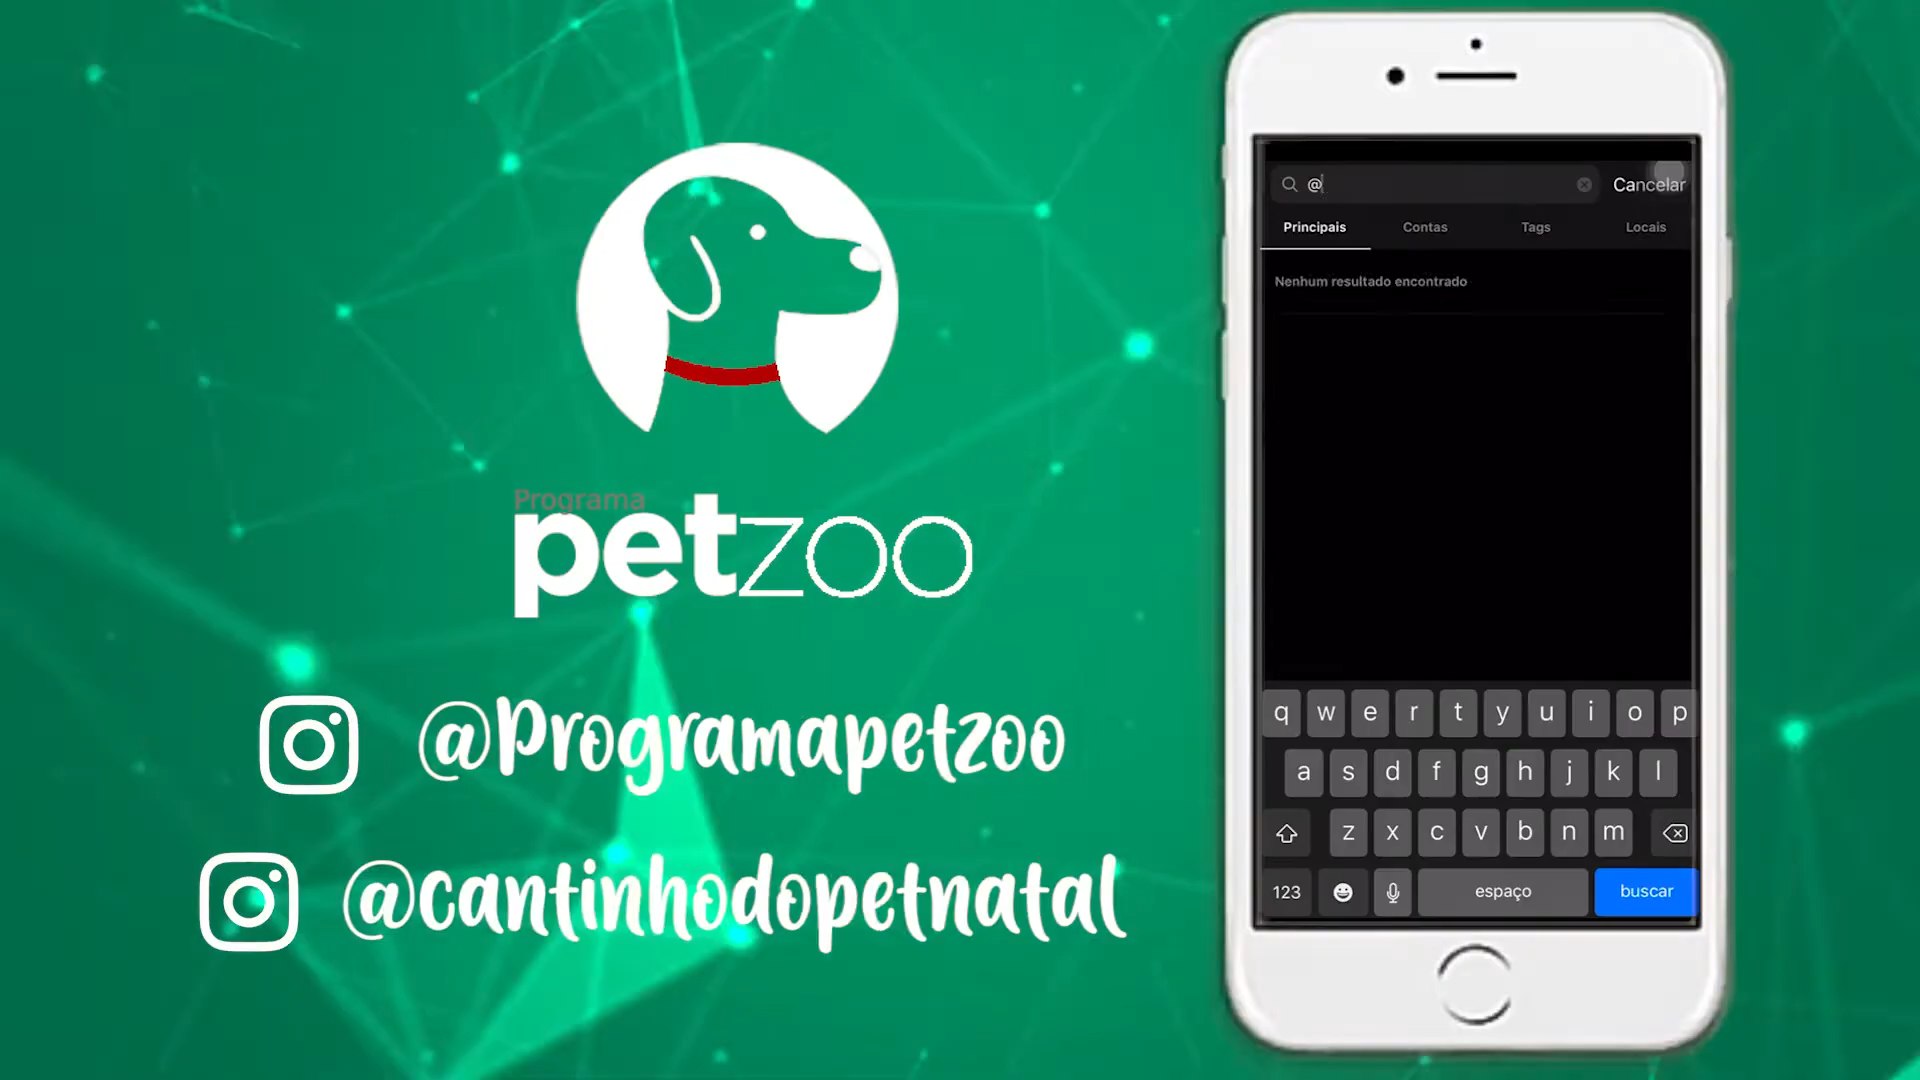 Programa
petzoo
@Programapetzoo
@cantinhodopetnatal
@ Cancelar
Principais Contas Tags Locais
Nenhum resultado encontrado
q w e r t y u i o p
a s d f g h j k l
z x c v b n m
123 espaço buscar